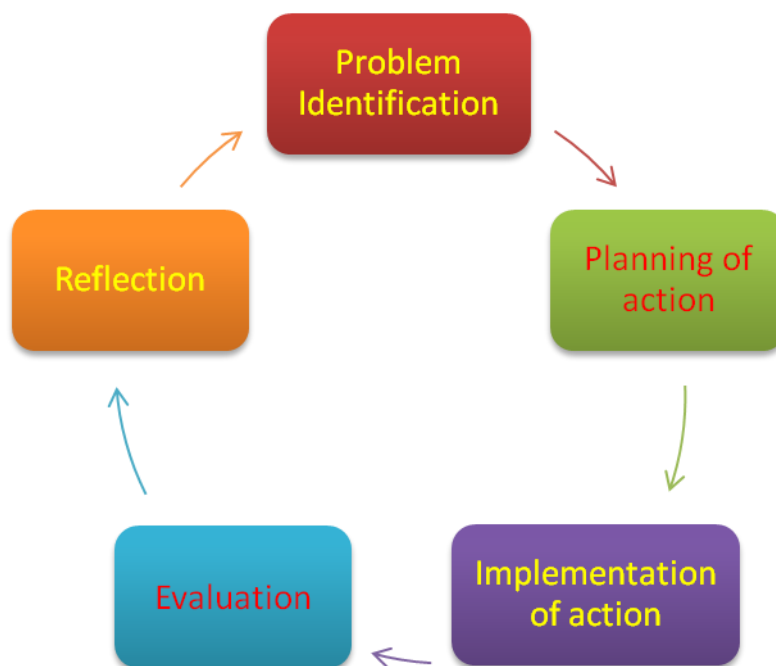 Problem
Identification
Planning of
action
Implementation
of action
Evaluation
Reflection